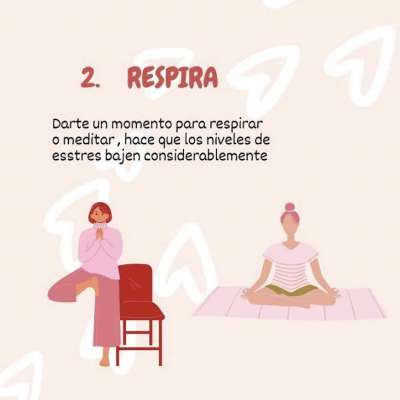 2. RESPIRA
Darte un momento para respirar
o meditar, hace que los niveles de
esstres bajen considerablemente